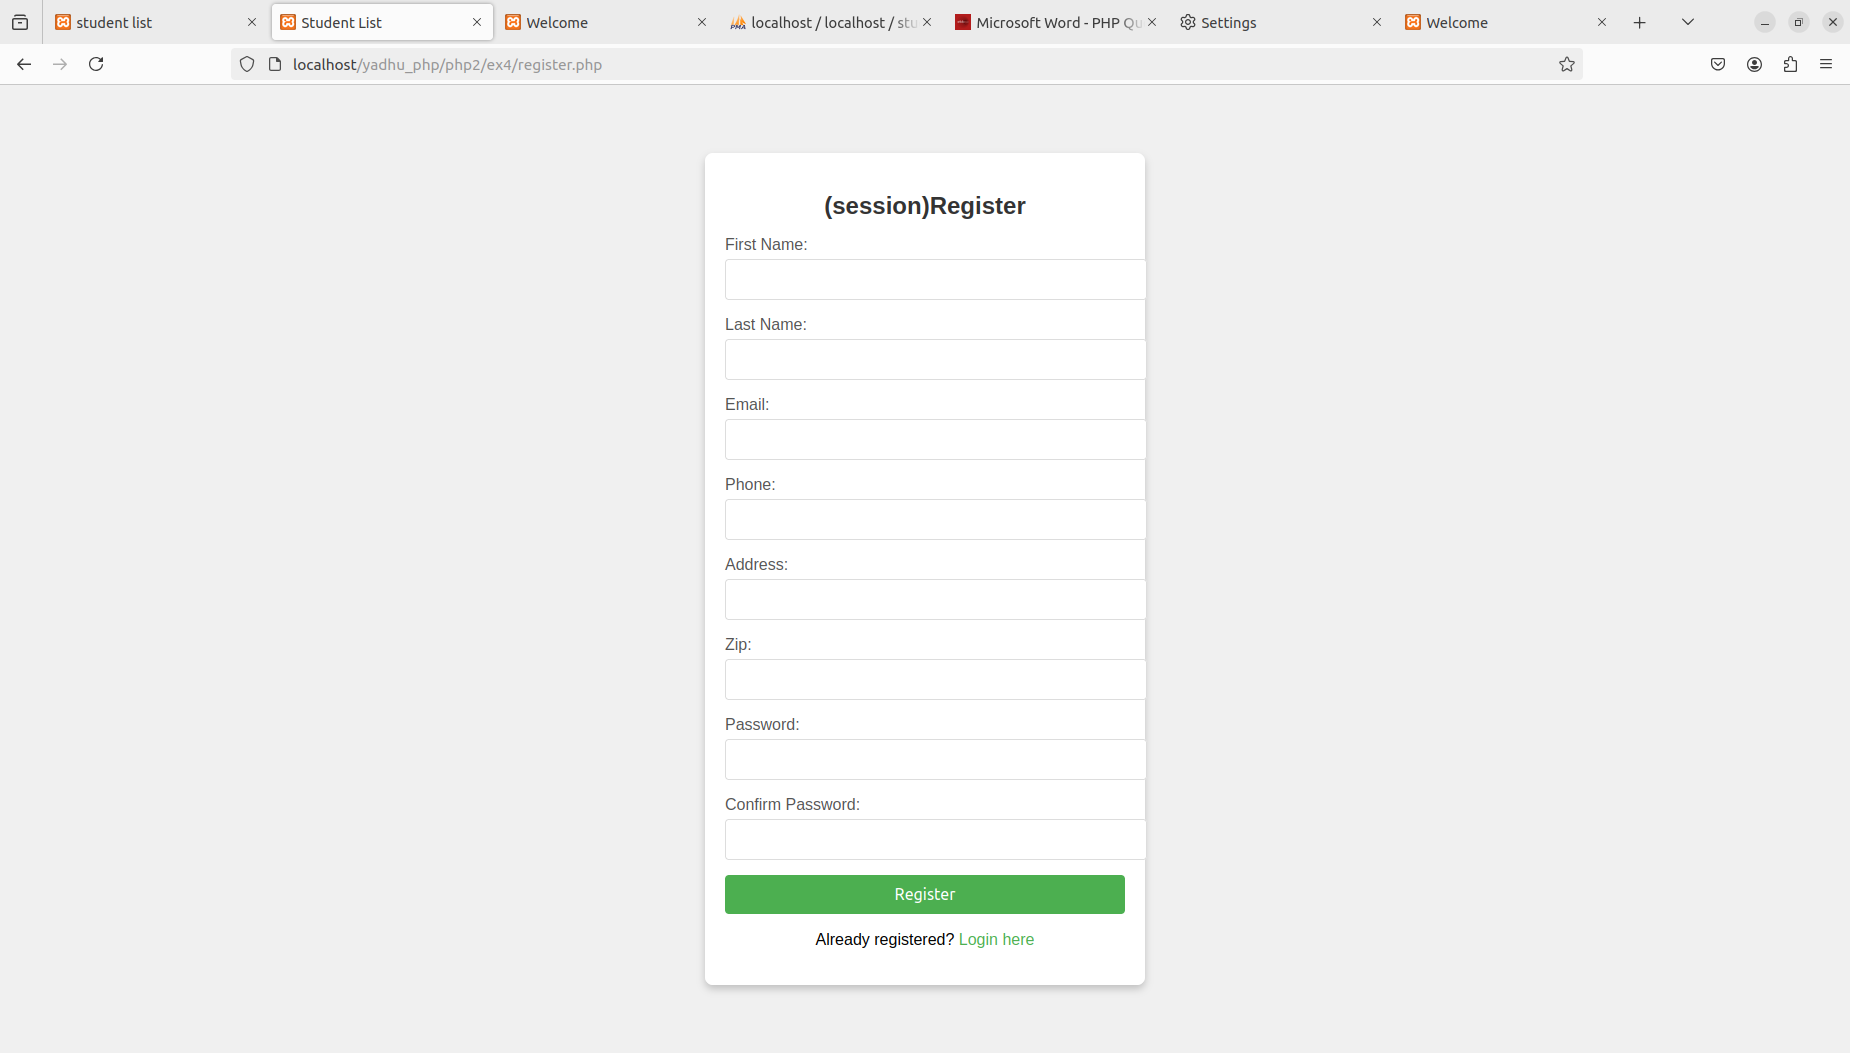 student list
Student List
Welcome
localhost / localhost / stu
Microsoft Word - PHP Qu
Settings
Welcome
localhost/yadhu_php/php2/ex4/register.php
(session)Register
First Name:
Last Name:
Email:
Phone:
Address:
Zip:
Password:
Confirm Password:
Register
Already registered? Login here